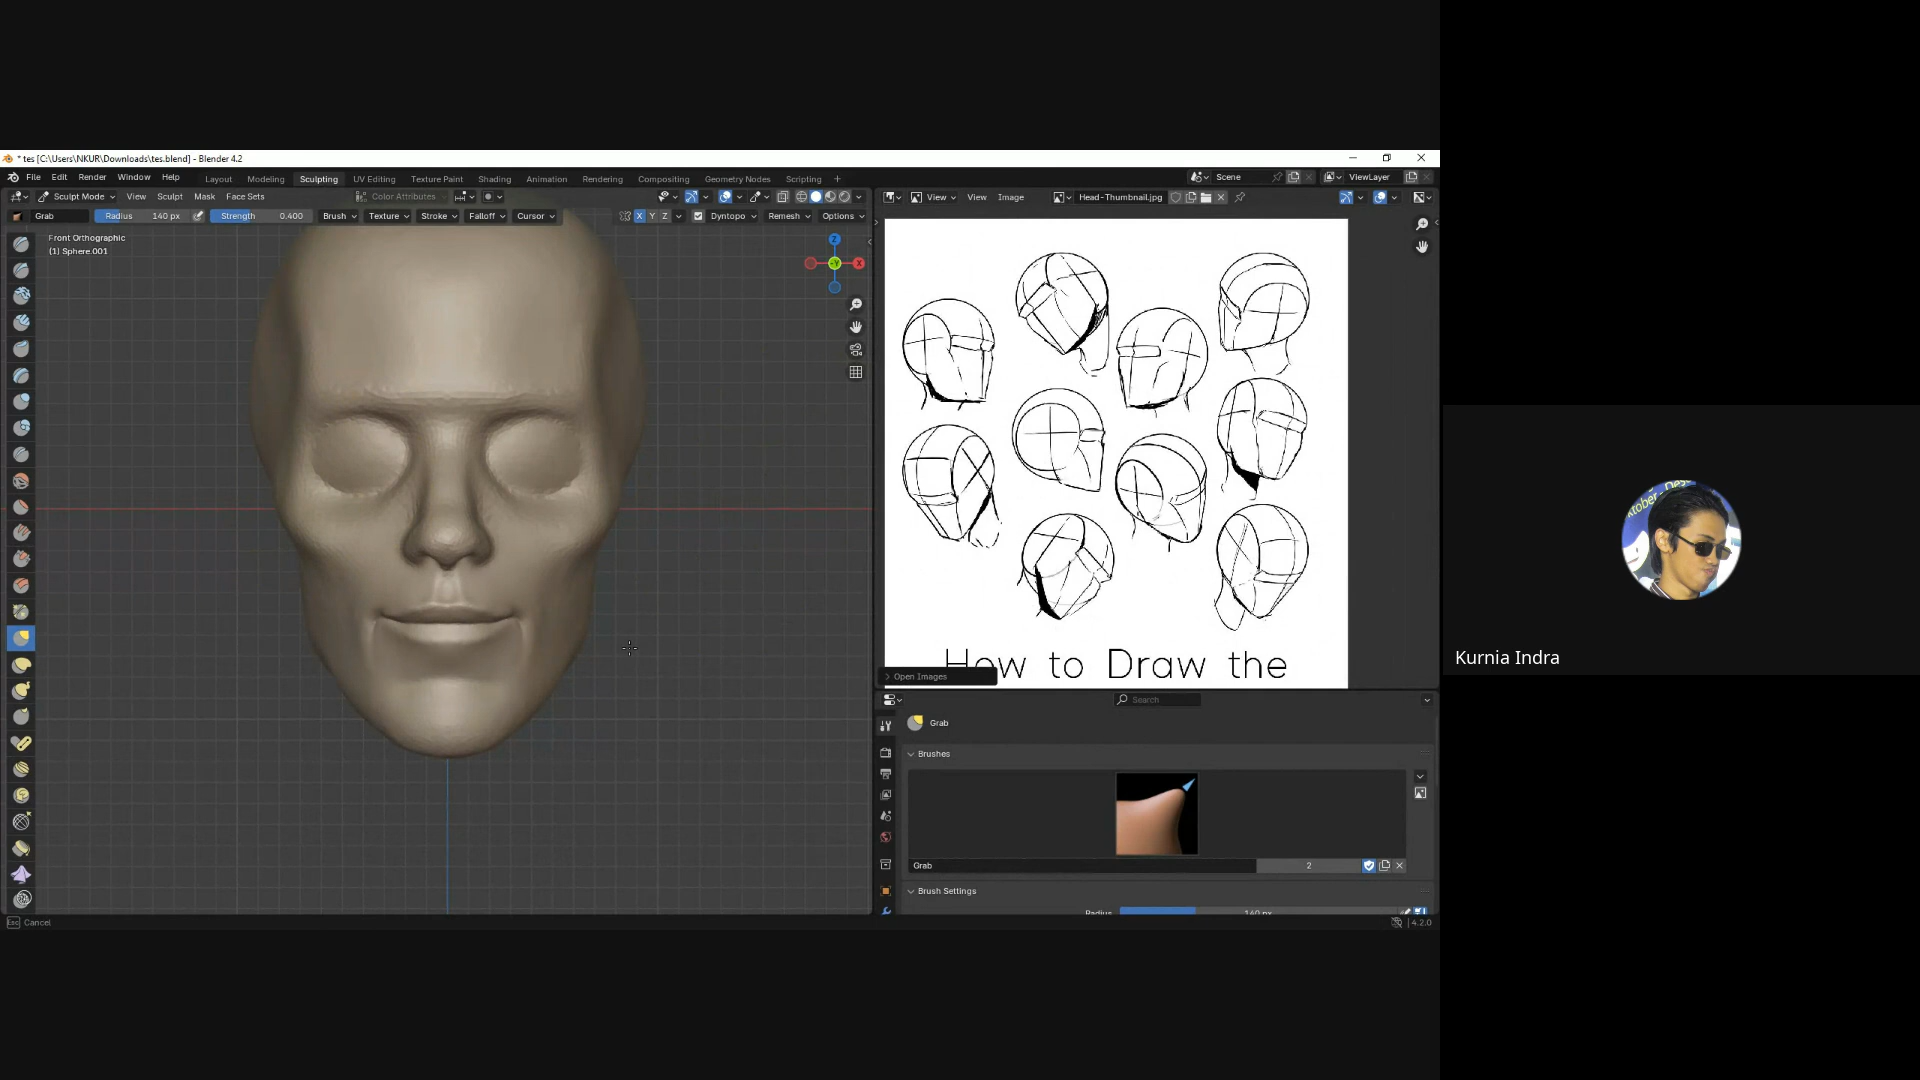 * tes [C:\Users\NKUR\Downloads\tes.blend] - Blender 4.2
File Edit Render Window Help Layout Modeling Sculpting UV Editing Texture Paint Shading Animation Rendering Compositing Geometry Nodes Scripting + Scene ViewLayer
Sculpt Mode View Sculpt Mask Face Sets Color Attributes View View Image Head-Thumbnail.jpg
Grab Radius 140 px Strength 0.400 Brush Texture Stroke Falloff Cursor X Y Z Dyntopo Remesh Options
Front Orthographic
(1) Sphere.001
Z
-Y X
How to Draw the
Open Images
Search
Grab
Brushes
Grab 2
Brush Settings
Radius 140 px
Esc Cancel 4.2.0
Kurnia Indra